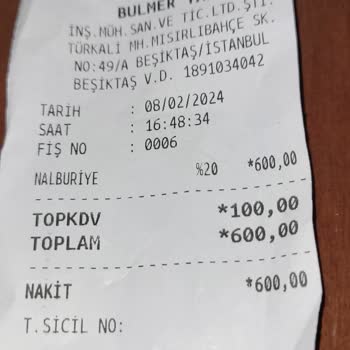 BULMER
İNŞ.MÜH.SAN.VE TİC.LTD.ŞTİ.
TÜRKALİ MH.MISIRLIBAHÇE SK.
NO:49/A BEŞİKTAŞ/İSTANBUL
BEŞİKTAŞ V.D. 1891034042
TARİH : 08/02/2024
SAAT : 16:48:34
FİŞ NO : 0006
NALBURİYE %20 *600,00
TOPKDV *100,00
TOPLAM *600,00
NAKİT *600,00
T.SİCİL NO: